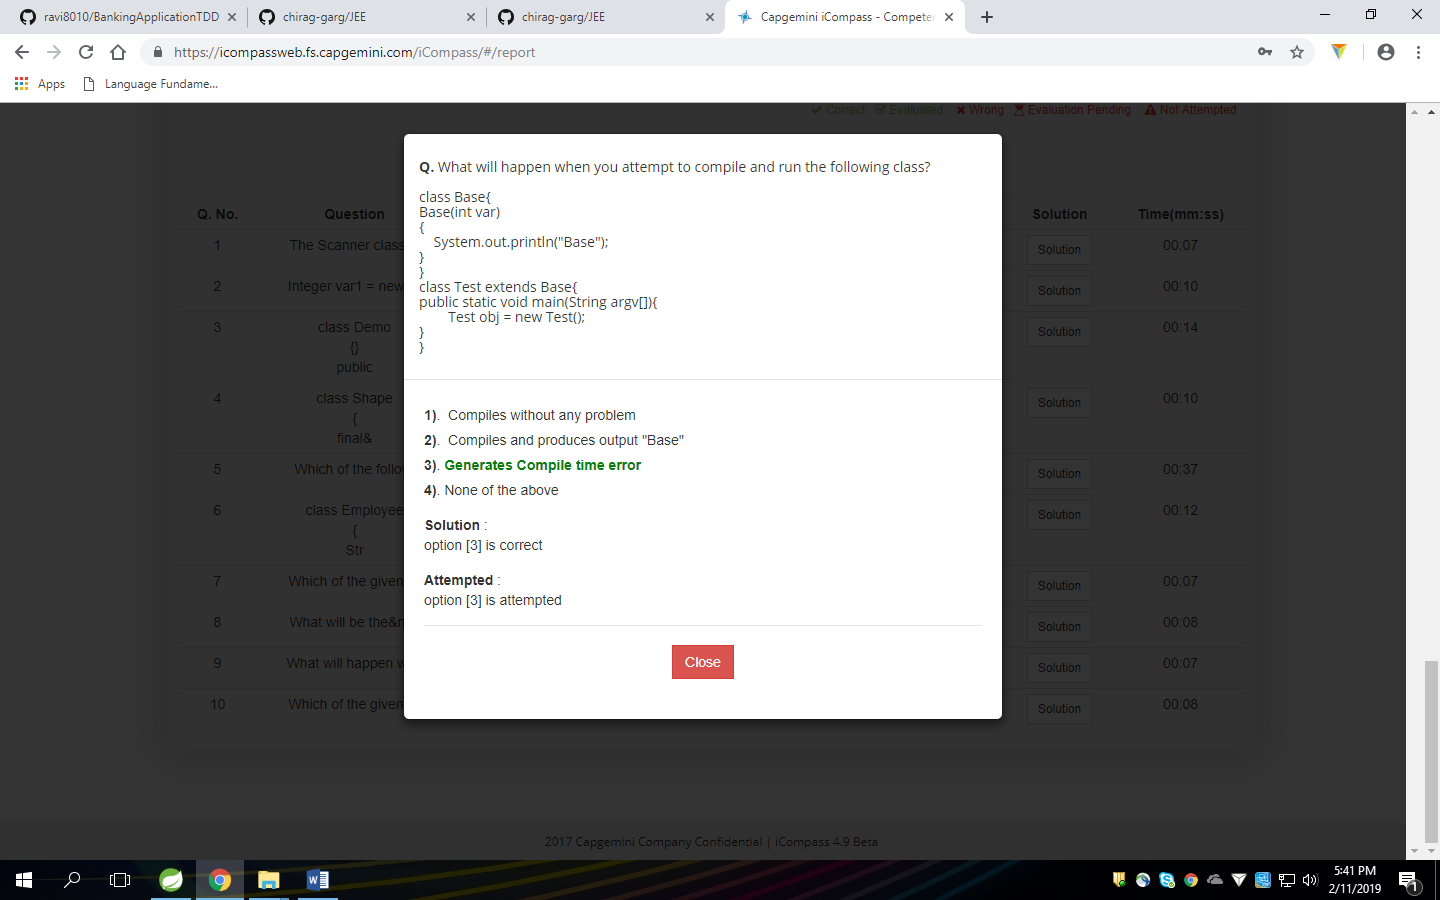 ravi8010/BankingApplicationTDD
chirag-garg/JEE
chirag-garg/JEE
Capgemini iCompass - Competen
https://icompassweb.fs.capgemini.com/iCompass/#/report
Apps
Language Fundame...
Correct Evaluated Wrong Evaluation Pending Not Attempted
Q. No. Question Solution Time(mm:ss)
1 The Scanner class Solution 00:07
2 Integer var1 = new Solution 00:10
3 class Demo Solution 00:14
{}
public
4 class Shape Solution 00:10
{
final&
5 Which of the follo Solution 00:37
6 class Employee Solution 00:12
{
Str
7 Which of the given Solution 00:07
8 What will be the&n Solution 00:08
9 What will happen w Solution 00:07
10 Which of the given Solution 00:08
Q. What will happen when you attempt to compile and run the following class?
class Base{
Base(int var)
{
System.out.println("Base");
}
}
class Test extends Base{
public static void main(String argv[]){
Test obj = new Test();
}
}
1). Compiles without any problem
2). Compiles and produces output "Base"
3). Generates Compile time error
4). None of the above
Solution :
option [3] is correct
Attempted :
option [3] is attempted
Close
2017 Capgemini Company Confidential | iCompass 4.9 Beta
5:41 PM
2/11/2019
1